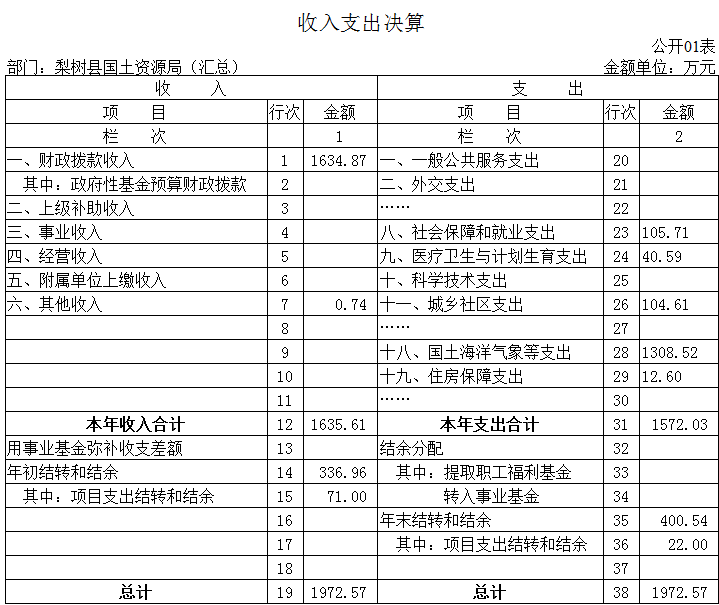 收入支出决算
公开01表
部门：梨树县国土资源局（汇总） 金额单位：万元
收 入 支 出
项 目 行次 金额 项 目 行次 金额
栏 次 1 栏 次 2
一、财政拨款收入 1 1634.87 一、一般公共服务支出 20
其中：政府性基金预算财政拨款 2 二、外交支出 21
二、上级补助收入 3 …… 22
三、事业收入 4 八、社会保障和就业支出 23 105.71
四、经营收入 5 九、医疗卫生与计划生育支出 24 40.59
五、附属单位上缴收入 6 十、科学技术支出 25
六、其他收入 7 0.74 十一、城乡社区支出 26 104.61
8 …… 27
9 十八、国土海洋气象等支出 28 1308.52
10 十九、住房保障支出 29 12.60
11 …… 30
本年收入合计 12 1635.61 本年支出合计 31 1572.03
用事业基金弥补收支差额 13 结余分配 32
年初结转和结余 14 336.96 其中：提取职工福利基金 33
其中：项目支出结转和结余 15 71.00 转入事业基金 34
16 年末结转和结余 35 400.54
17 其中：项目支出结转和结余 36 22.00
18 37
总计 19 1972.57 总计 38 1972.57